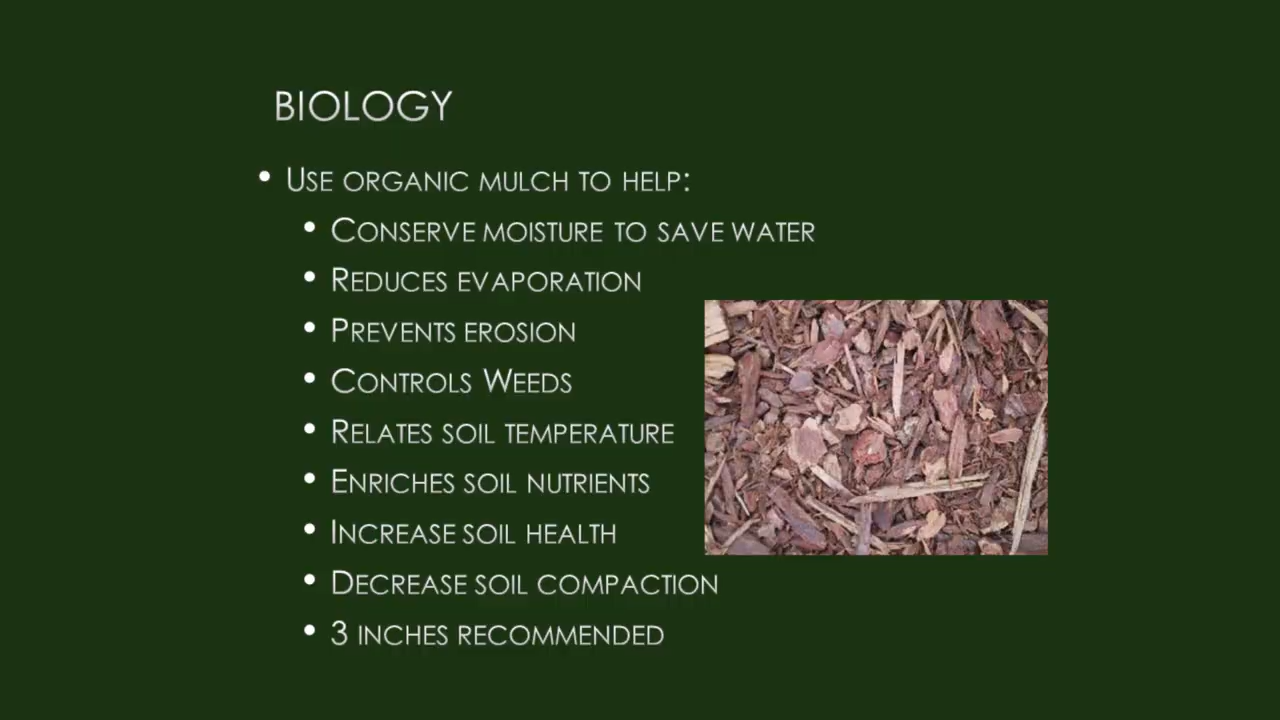 BIOLOGY
• USE ORGANIC MULCH TO HELP:
• CONSERVE MOISTURE TO SAVE WATER
• REDUCES EVAPORATION
• PREVENTS EROSION
• CONTROLS WEEDS
• RELATES SOIL TEMPERATURE
• ENRICHES SOIL NUTRIENTS
• INCREASE SOIL HEALTH
• DECREASE SOIL COMPACTION
• 3 INCHES RECOMMENDED